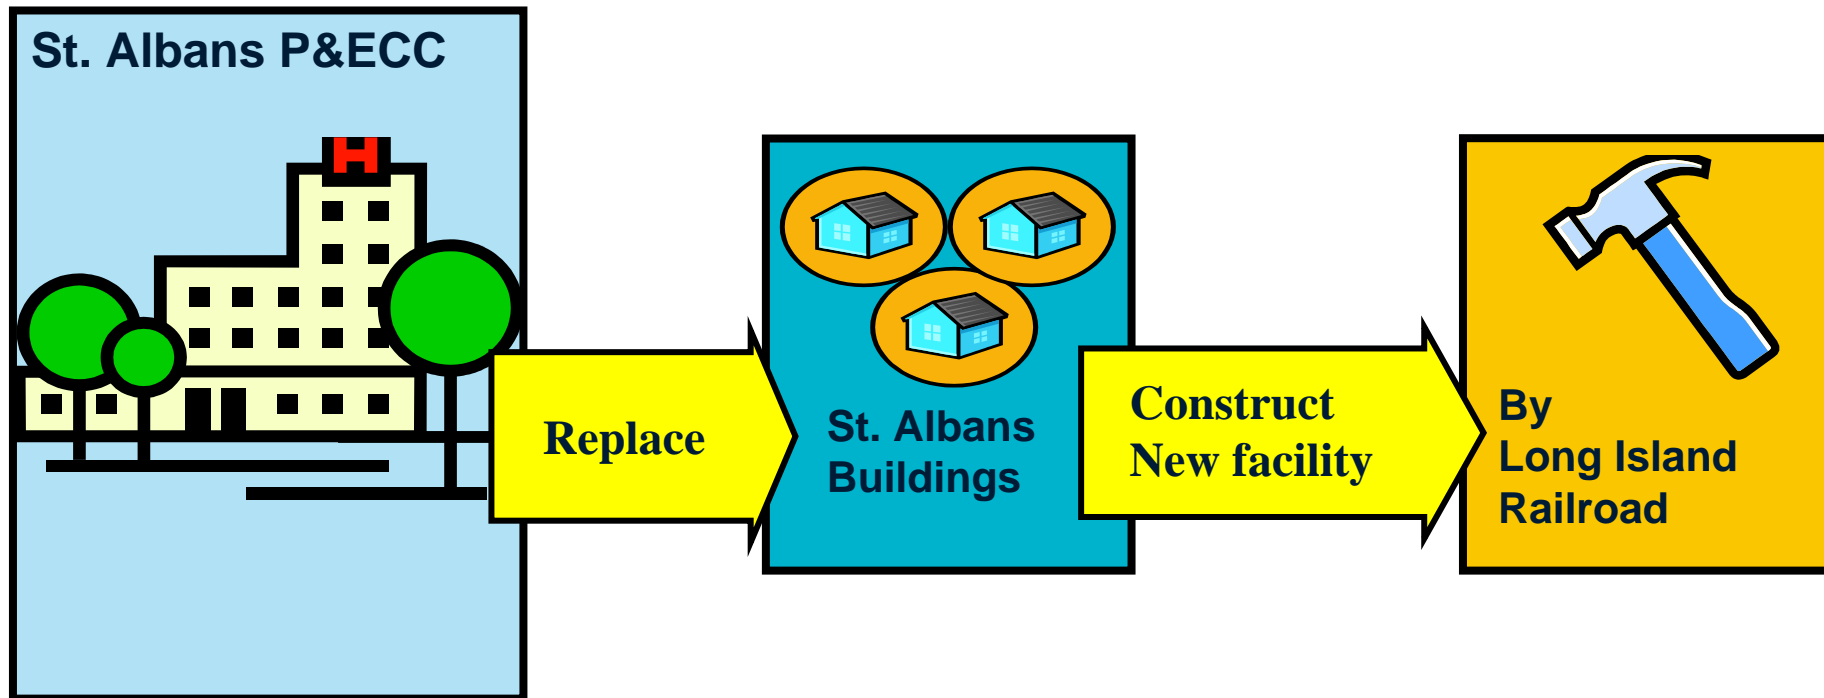 St. Albans P&ECC
H
Replace
St. Albans
Buildings
Construct
New facility
By
Long Island
Railroad